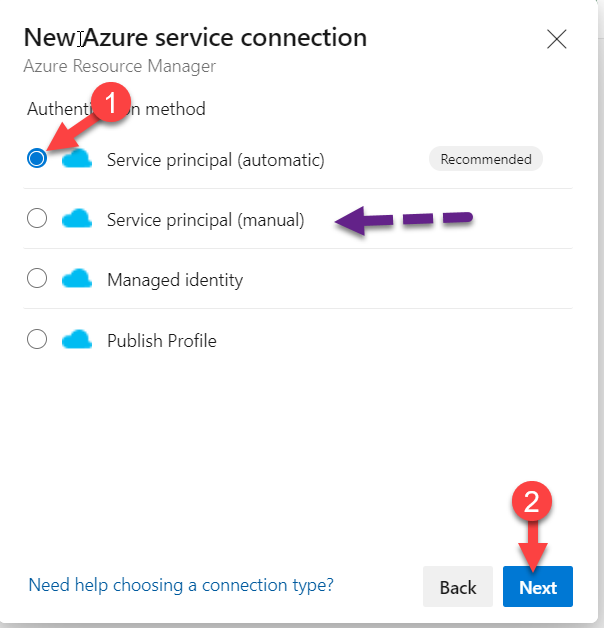 New Azure service connection
Azure Resource Manager
Authenti on method
1
Service principal (automatic)
Recommended
Service principal (manual)
Managed identity
Publish Profile
2
Need help choosing a connection type?
Back
Next